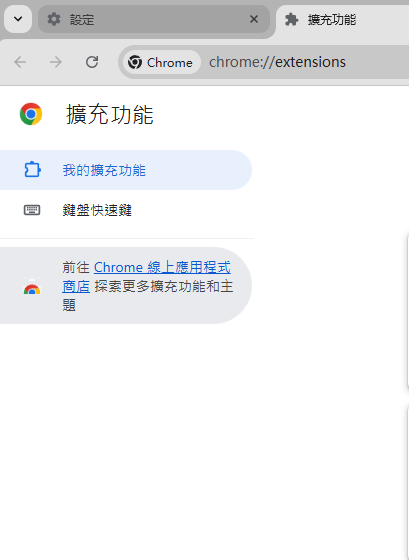 設定
擴充功能
Chrome
chrome://extensions
擴充功能
我的擴充功能
鍵盤快速鍵
前往 Chrome 線上應用程式
商店 探索更多擴充功能和主
題